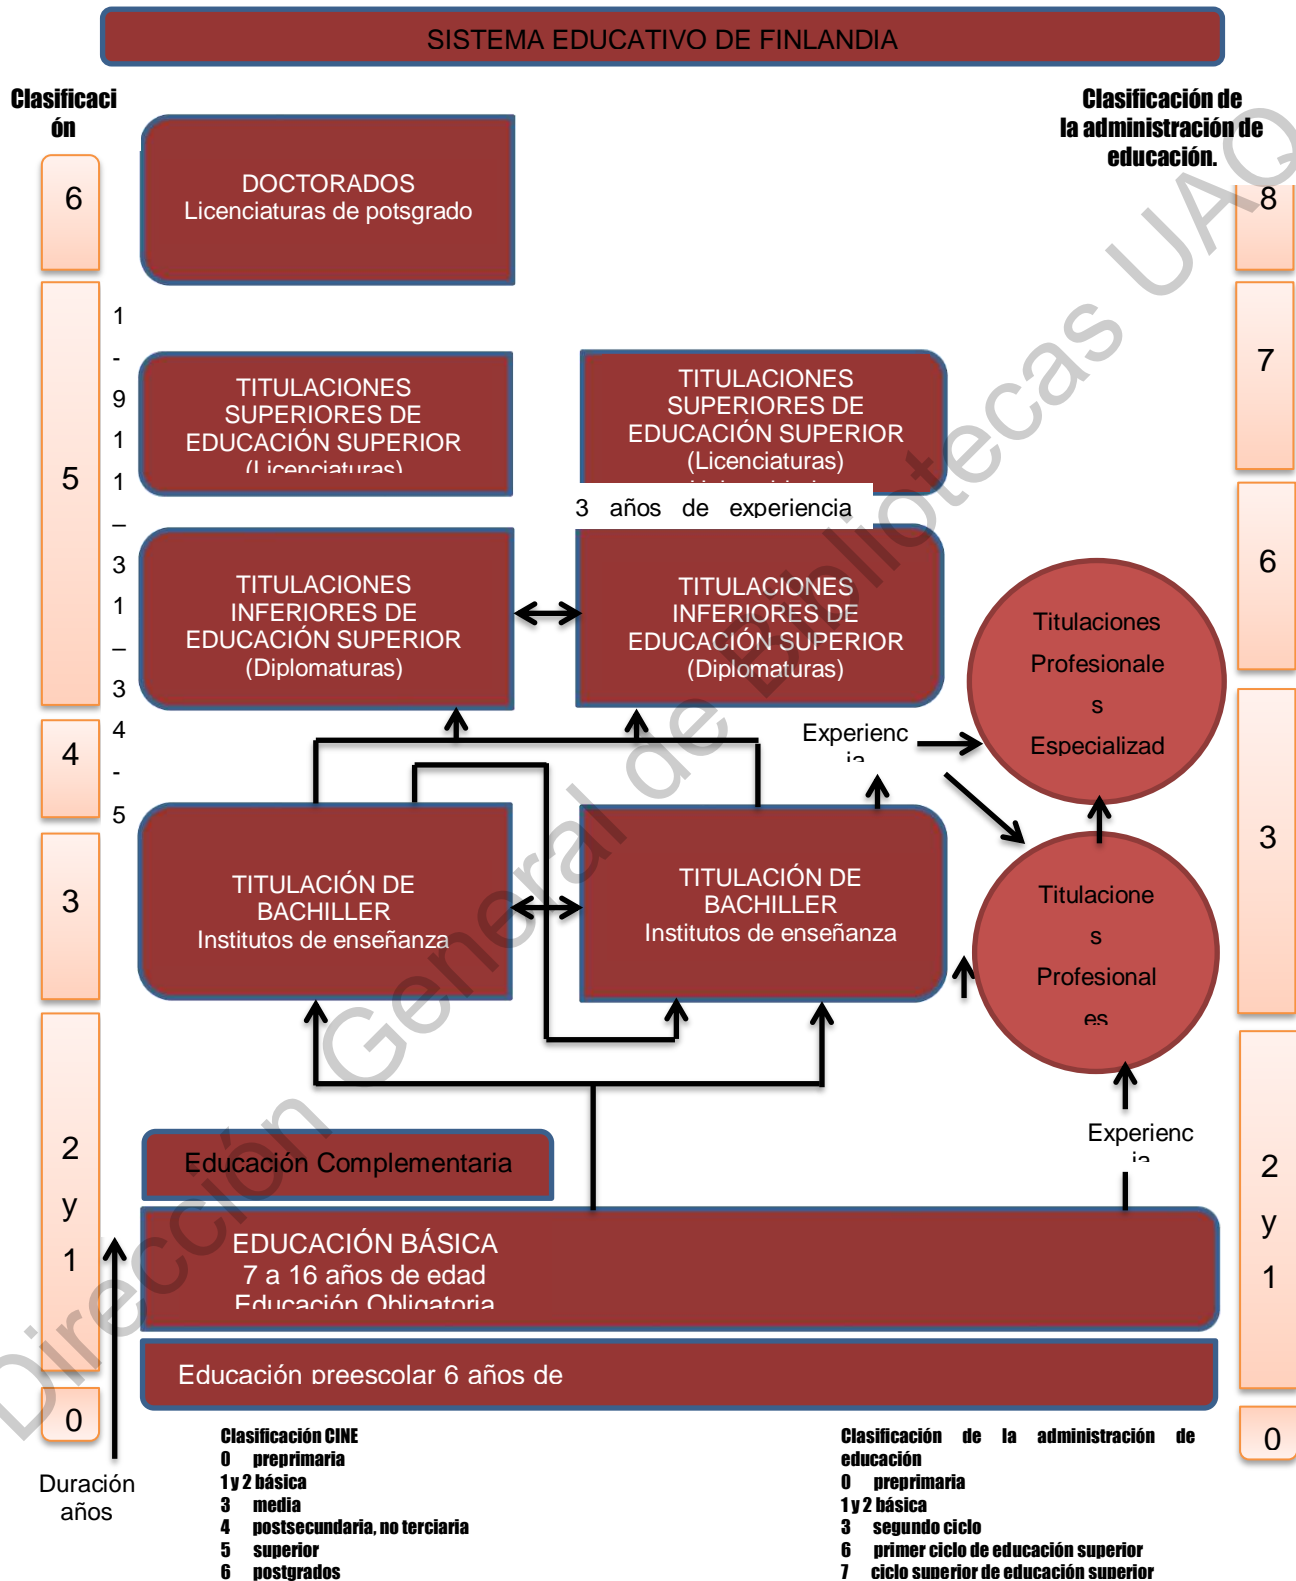 SISTEMA EDUCATIVO DE FINLANDIA
Clasificaci
ón
Clasificación de
la administración de
educación.
6
5
4
3
2
y
1
0
1
-
9
1
1
–
3
1
–
3
4
-
5
DOCTORADOS
Licenciaturas de potsgrado
TITULACIONES
SUPERIORES DE
EDUCACIÓN SUPERIOR
(Licenciaturas)
TITULACIONES
SUPERIORES DE
EDUCACIÓN SUPERIOR
(Licenciaturas)
3 años de experiencia
TITULACIONES
INFERIORES DE
EDUCACIÓN SUPERIOR
(Diplomaturas)
TITULACIONES
INFERIORES DE
EDUCACIÓN SUPERIOR
(Diplomaturas)
Titulaciones
Profesionale
s
Especializad
Experienc
ia
TITULACIÓN DE
BACHILLER
Institutos de enseñanza
TITULACIÓN DE
BACHILLER
Institutos de enseñanza
Titulacione
s
Profesional
es
Experienc
ia
Educación Complementaria
EDUCACIÓN BÁSICA
7 a 16 años de edad
Educación Obligatoria
Educación preescolar 6 años de
8
7
6
3
2
y
1
0
Duración
años
Clasificación CINE
0 preprimaria
1 y 2 básica
3 media
4 postsecundaria, no terciaria
5 superior
6 postgrados
Clasificación de la administración de
educación
0 preprimaria
1 y 2 básica
3 segundo ciclo
6 primer ciclo de educación superior
7 ciclo superior de educación superior
Dirección General de Bibliotecas UAQ